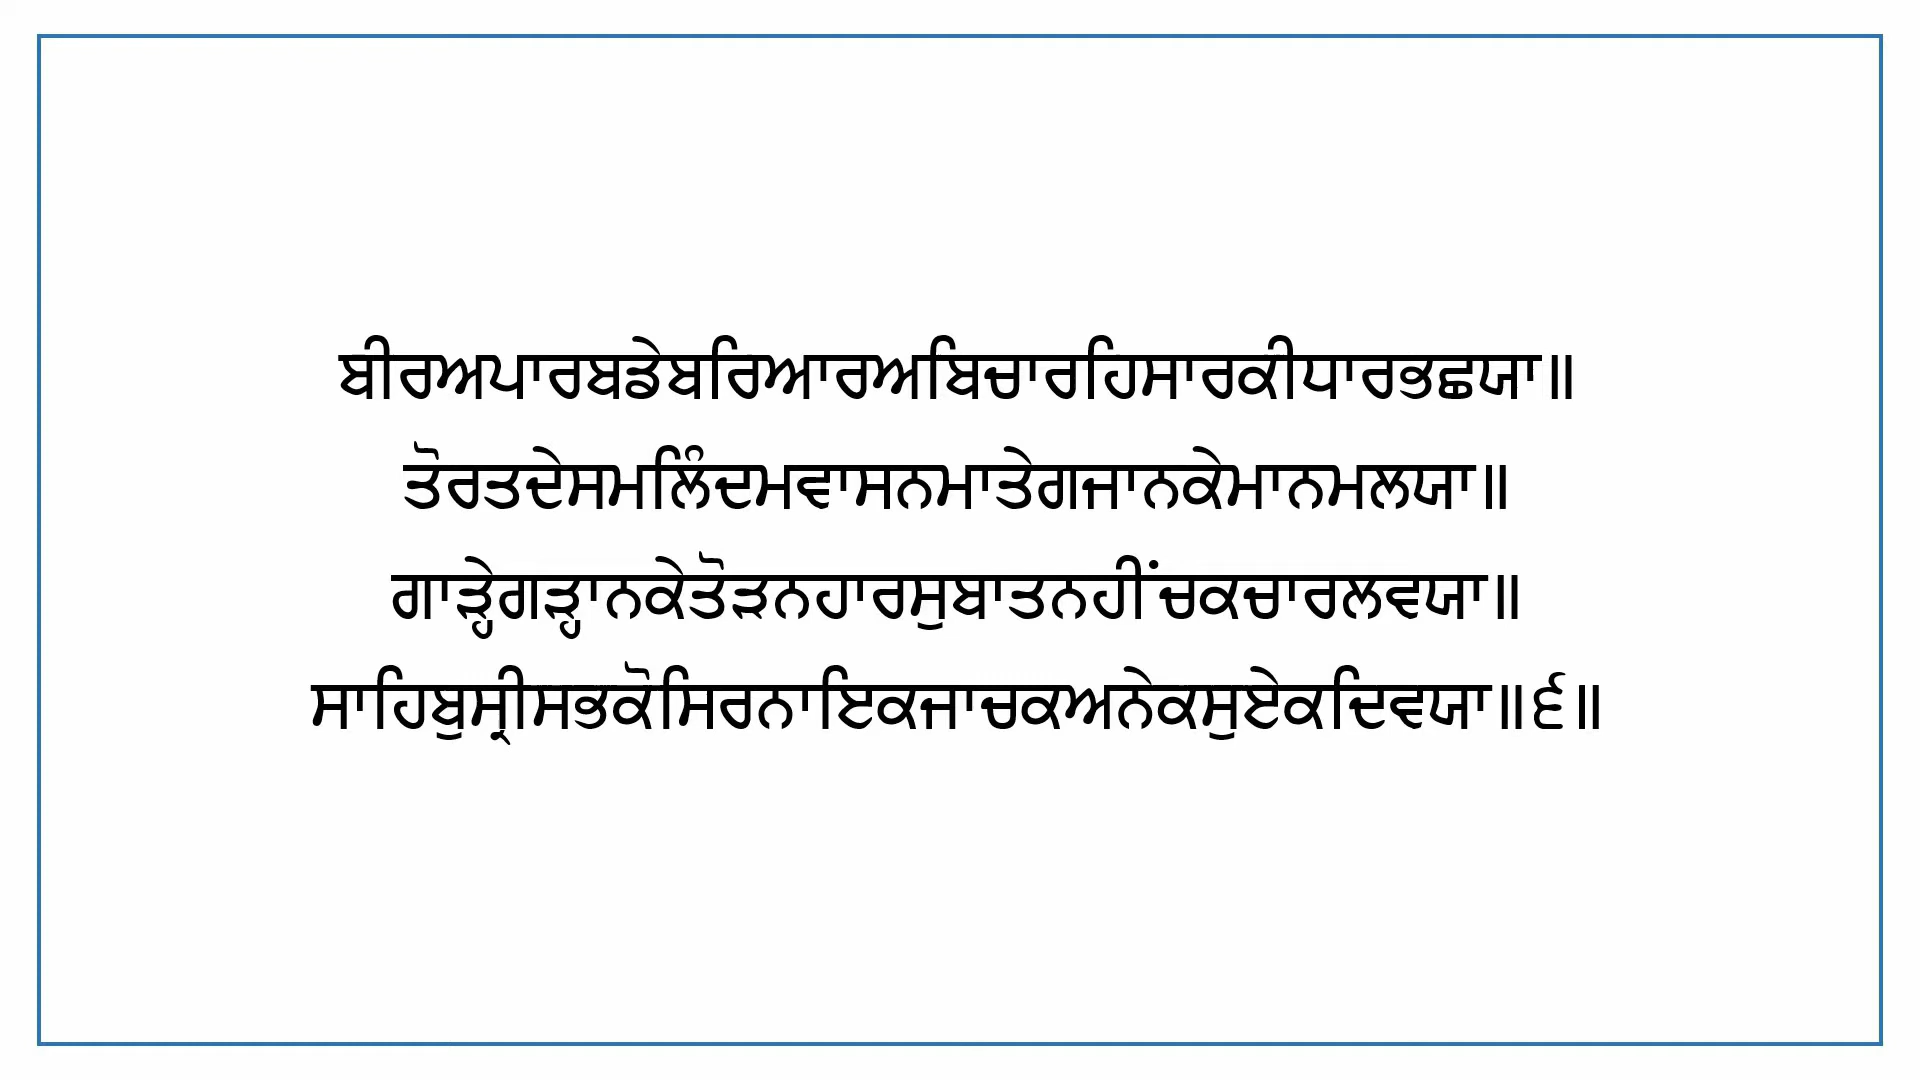 ਬੀਰਅਪਾਰਬਡੇਬਰਿਆਰਅਬਿਚਾਰਹਿਸਾਰਕੀਧਾਰਭਛਯਾ॥
ਤੋਰਤਦੇਸਮਲਿੰਦਮਵਾਸਨਮਾਤੇਗਜਾਨਕੇਮਾਨਮਲਯਾ॥
ਗਾੜ੍ਹੇਗੜ੍ਹਾਨਕੇਤੋੜਨਹਾਰਸੁਬਾਤਨਹੀਂਚਕਚਾਰਲਵਯਾ॥
ਸਾਹਿਬੁਸ੍ਰੀਸਭਕੋਸਿਰਨਾਇਕਜਾਚਕਅਨੇਕਸੁਏਕਦਿਵਯਾ॥੬॥